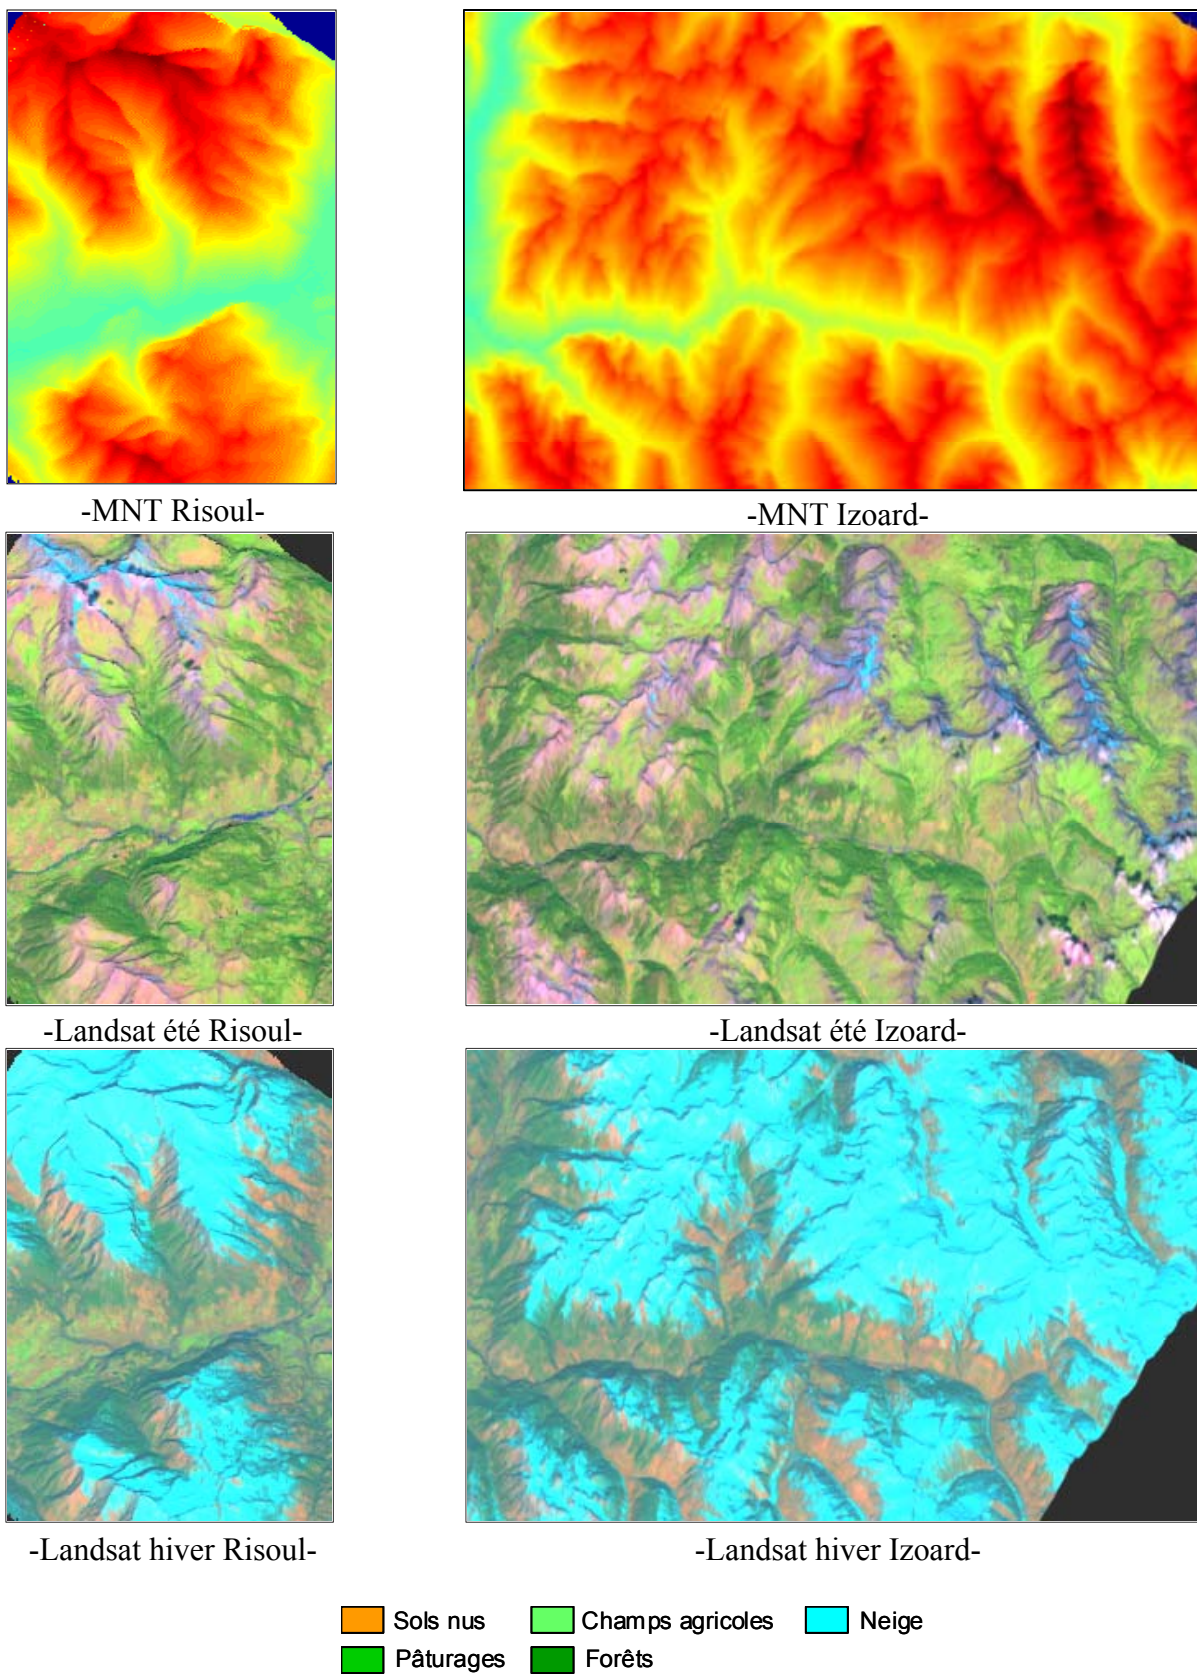 -MNT Risoul-
-MNT Izoard-
-Landsat été Risoul-
-Landsat été Izoard-
-Landsat hiver Risoul-
-Landsat hiver Izoard-
Sols nus
Champs agricoles
Neige
Pâturages
Forêts